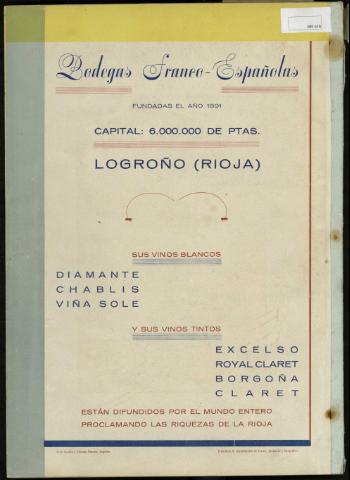 Bodegas Franco-Españolas
FUNDADAS EL AÑO 1891
CAPITAL: 6.000.000 DE PTAS.
LOGROÑO (RIOJA)
SUS VINOS BLANCOS
DIAMANTE
CHABLIS
VIÑA SOLE
Y SUS VINOS TINTOS
EXCELSO
ROYAL CLARET
BORGOÑA
CLARET
ESTÁN DIFUNDIDOS POR EL MUNDO ENTERO
PROCLAMANDO LAS RIQUEZAS DE LA RIOJA